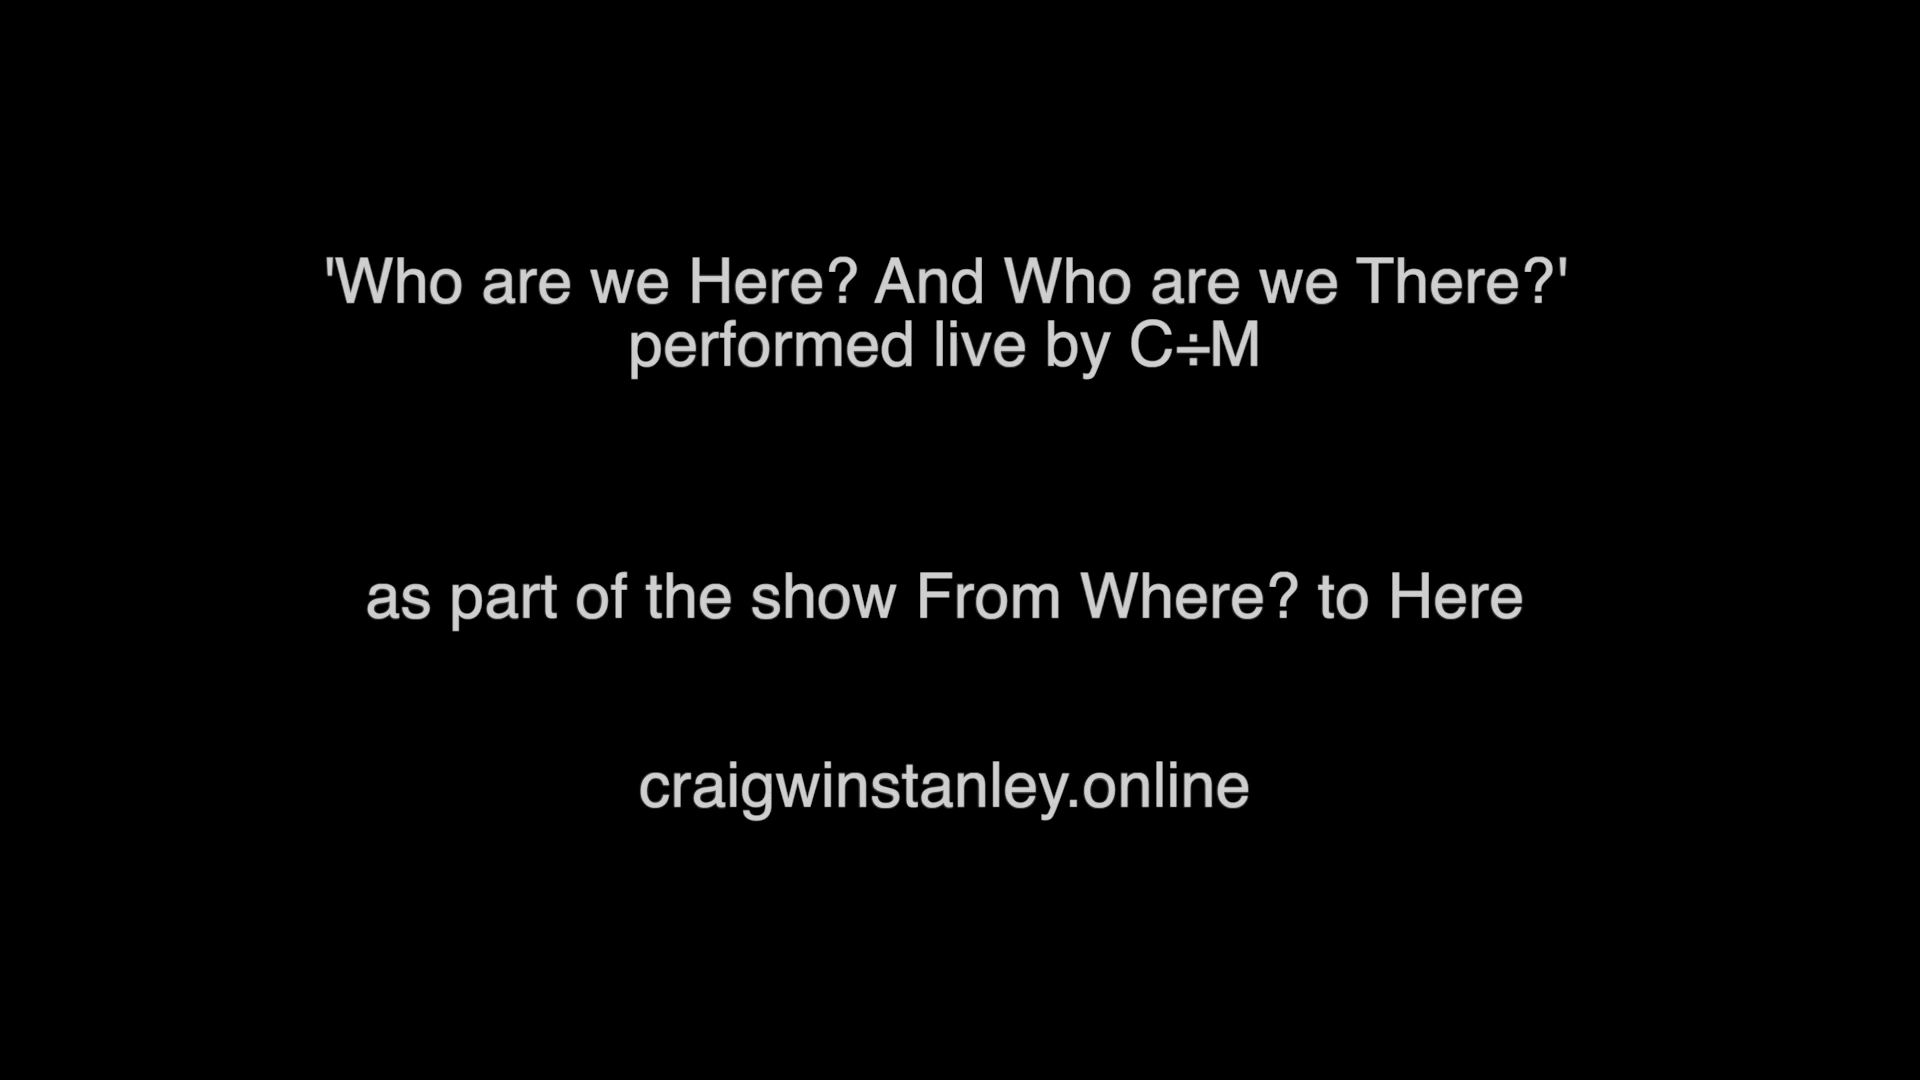 'Who are we Here? And Who are we There?'
performed live by C÷M
as part of the show From Where? to Here
craigwinstanley.online